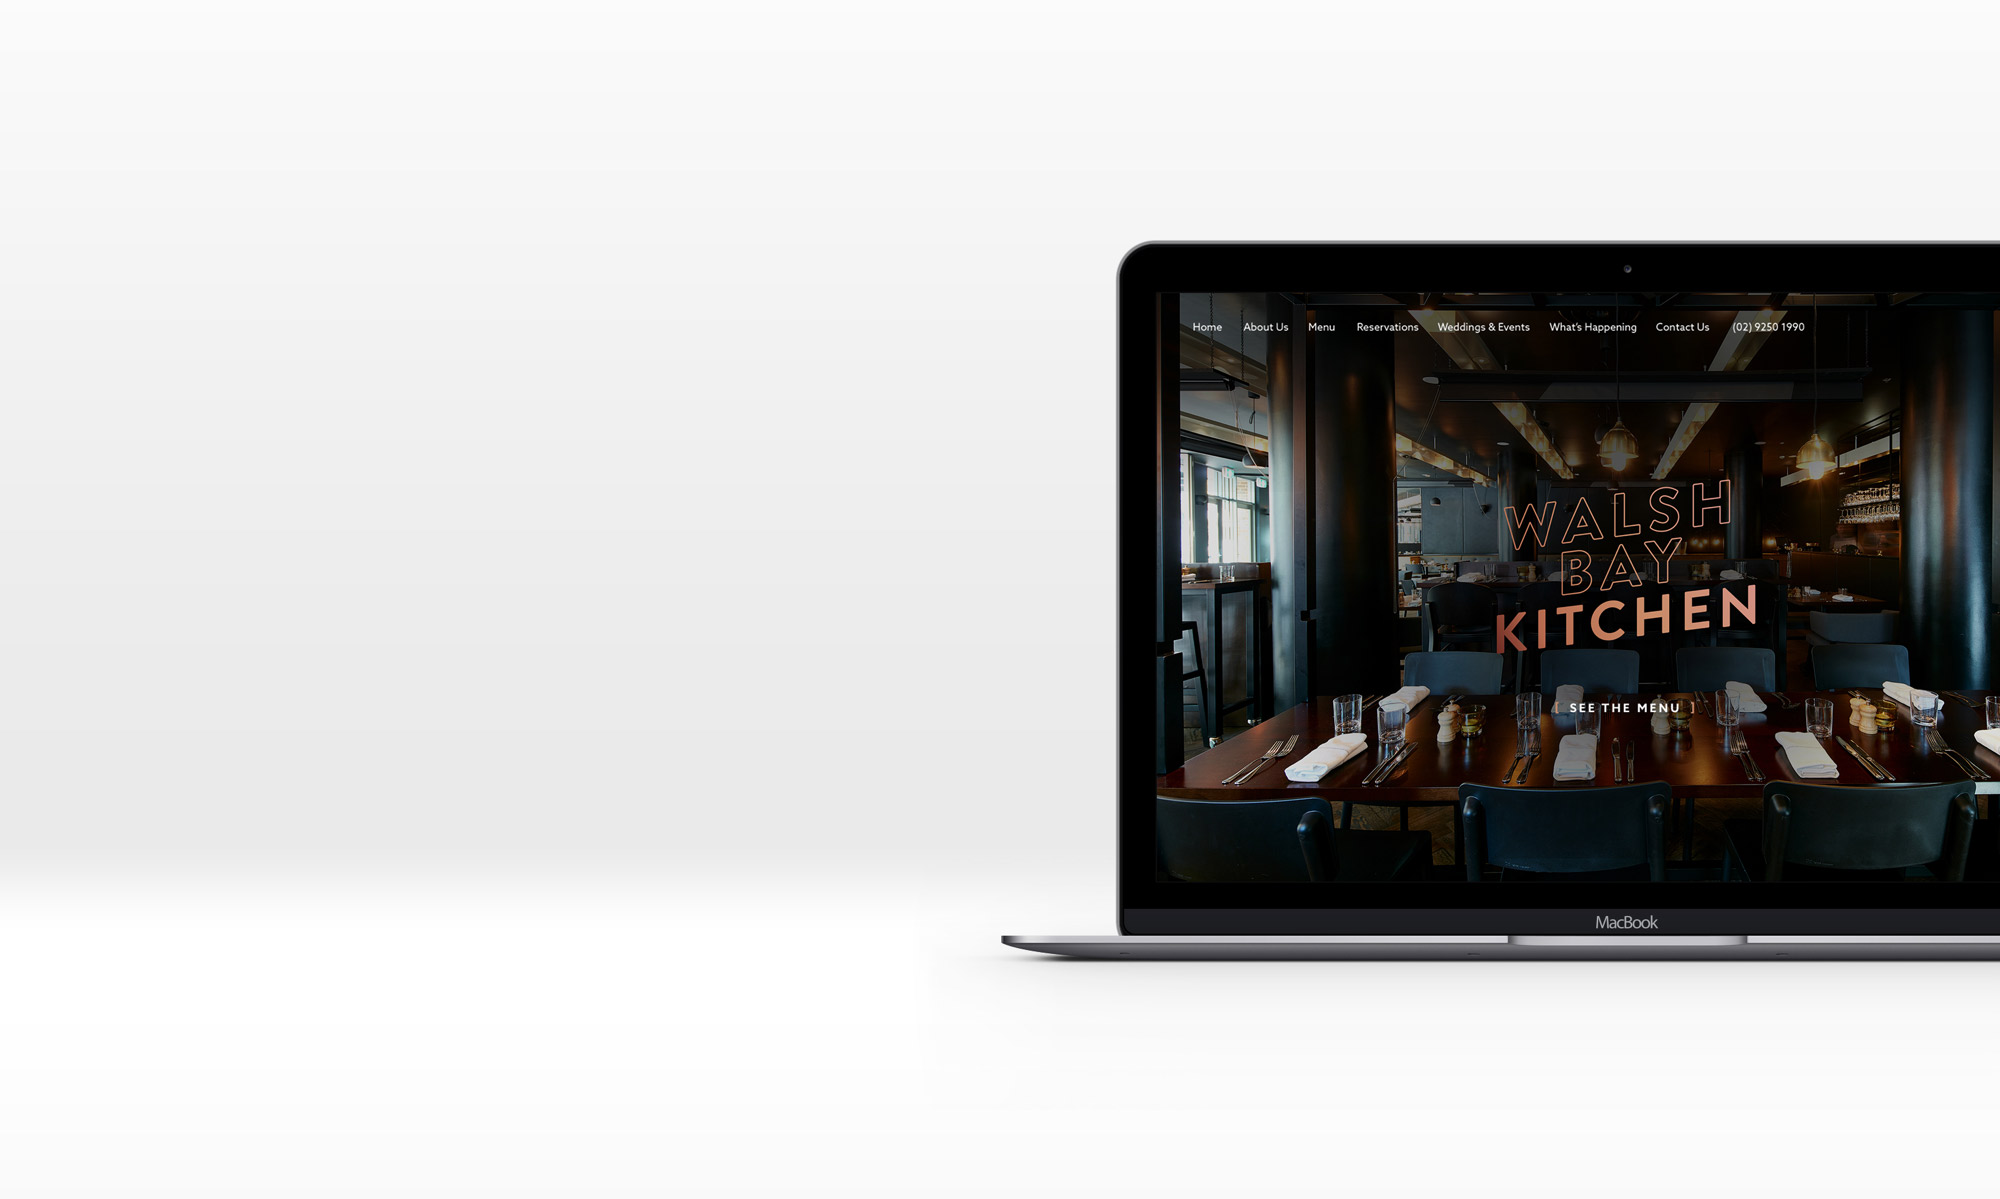 Home About Us Menu Reservations Weddings & Events What's Happening Contact Us (02) 9250 1990
WALSH
BAY
KITCHEN
[ SEE THE MENU ]
MacBook